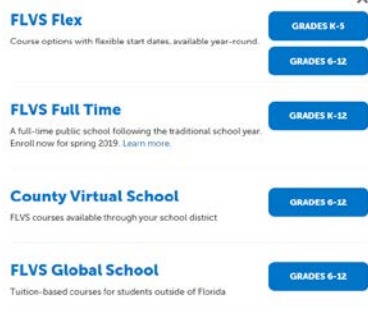 FLVS Flex
GRADES K-5
Course options with flexible start dates, available year-round.
GRADES 6-12
FLVS Full Time
GRADES K-12
A full-time public school following the traditional school year.
Enroll now for spring 2019. Learn more.
County Virtual School
GRADES 6-12
FLVS courses available through your school district
FLVS Global School
GRADES 6-12
Tuition-based courses for students outside of Florida